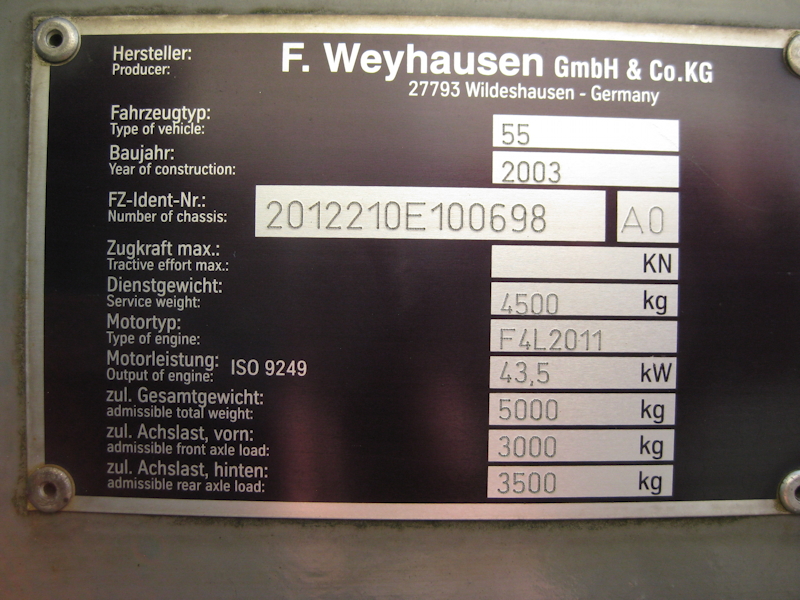 Hersteller: F. Weyhausen GmbH & Co.KG
Producer: 27793 Wildeshausen - Germany
Fahrzeugtyp:
Type of vehicle: 55
Baujahr:
Year of construction: 2003
FZ-Ident-Nr.:
Number of chassis: 2012210E100698 A0
Zugkraft max.:
Tractive effort max.: KN
Dienstgewicht:
Service weight: 4500 kg
Motortyp:
Type of engine: F4L2011
Motorleistung: ISO 9249
Output of engine: 43,5 kW
zul. Gesamtgewicht:
admissible total weight: 5000 kg
zul. Achslast, vorn:
admissible front axle load: 3000 kg
zul. Achslast, hinten:
admissible rear axle load: 3500 kg